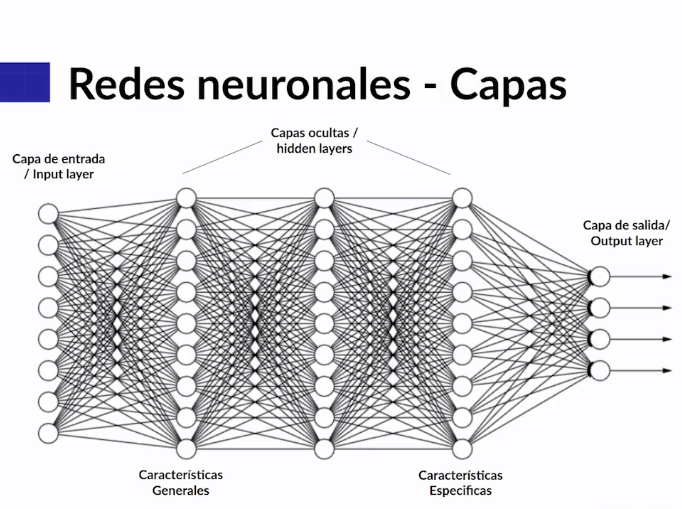 Redes neuronales - Capas
Capas ocultas /
hidden layers
Capa de entrada
/ Input layer
Capa de salida/
Output layer
Características
Generales
Características
Especificas